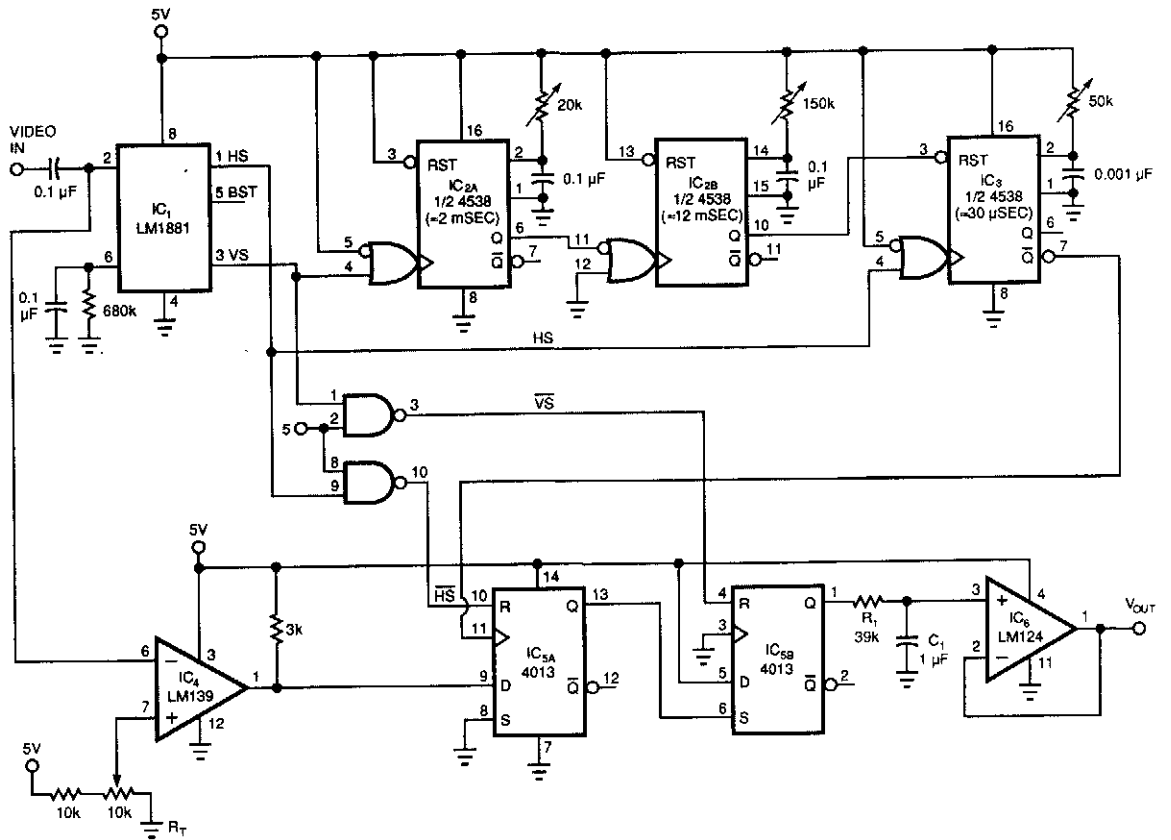 5V
VIDEO
IN
0.1 µF
2
8
1 HS
5 BST
IC1
LM1881
3 VS
6
4
0.1
µF
680k
3
RST
16
20k
2
0.1 µF
1
IC2A
1/2 4538
(≈2 mSEC)
5
4
Q
6
Q̅
7
8
13
RST
150k
14
0.1
µF
15
IC2B
1/2 4538
(≈12 mSEC)
11
12
Q
10
Q̅
11
3
RST
16
50k
2
0.001 µF
1
IC3
1/2 4538
(≈30 µSEC)
5
4
Q
6
Q̅
7
8
HS
1
2
3
V̅S̅
5
8
9
10
5V
3k
H̅S̅
10
R
14
Q
13
11
IC5A
4013
9
D
Q̅
12
8
S
7
4
R
Q
1
3
IC5B
4013
5
D
Q̅
2
6
S
R1
39k
C1
1 µF
3
+
4
IC6
LM124
2
−
11
1
VOUT
6
−
3
IC4
LM139
1
7
+
12
5V
10k
10k
RT